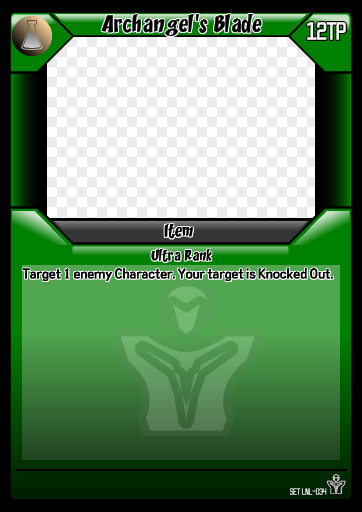 Archangel's Blade
12TP
Item
Ultra Rank
Target 1 enemy Character. Your target is Knocked Out.
SET LNL-034